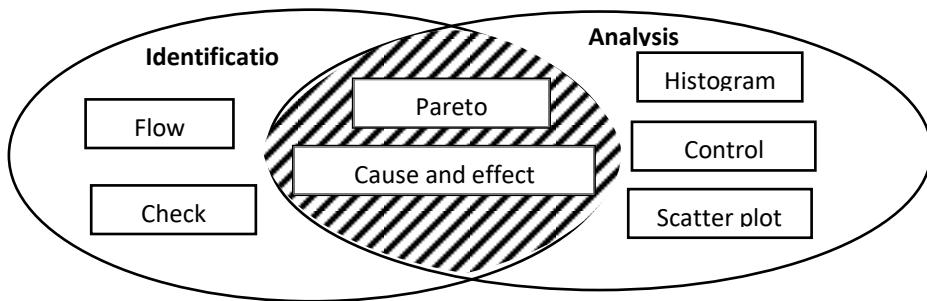 Identificatio
Flow
Check
Pareto
Cause and effect
Analysis
Histogram
Control
Scatter plot